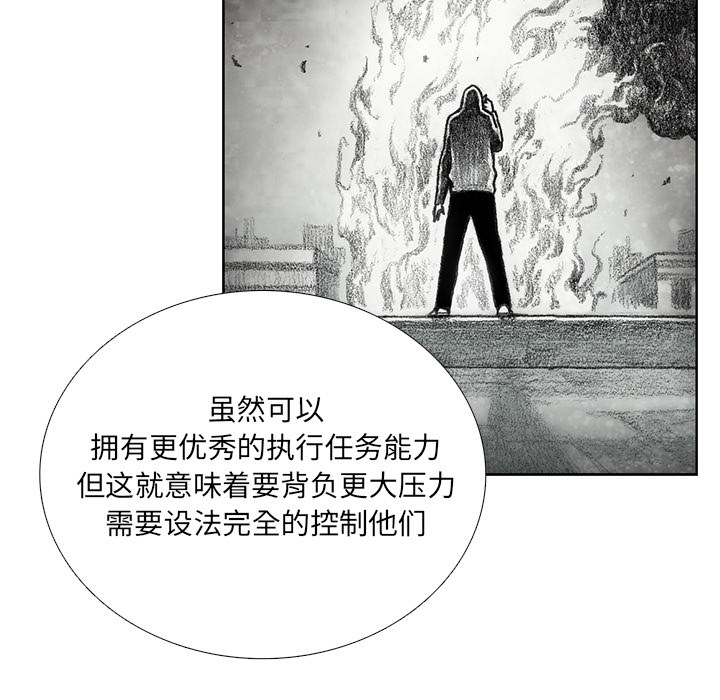 虽然可以
拥有更优秀的执行任务能力
但这就意味着要背负更大压力
需要设法完全的控制他们